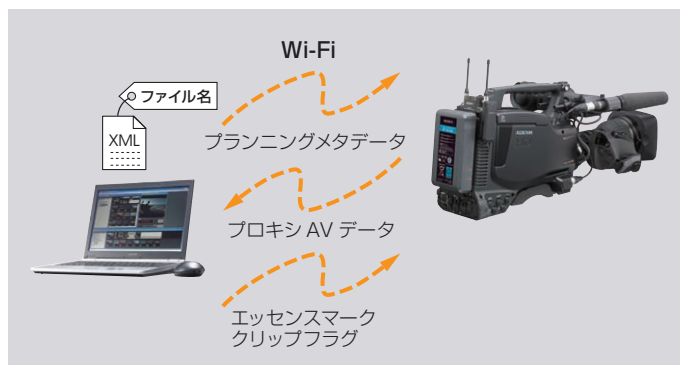 Wi-Fi
ファイル名
XML
プランニングメタデータ
プロキシ AV データ
エッセンスマーク
クリップフラグ